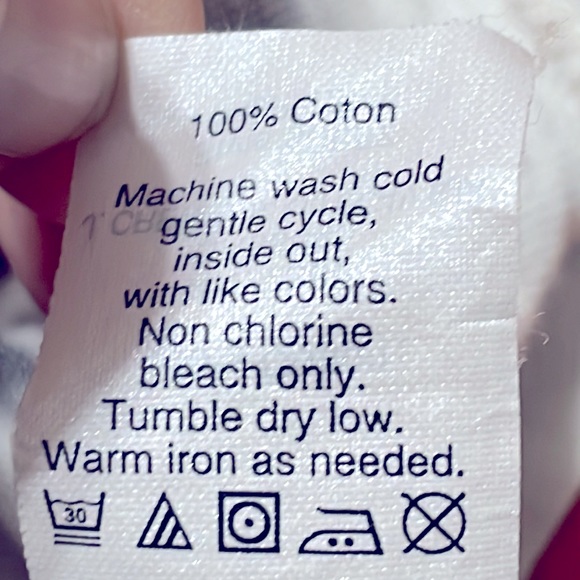 100% Coton
Machine wash cold
gentle cycle,
inside out,
with like colors.
Non chlorine
bleach only.
Tumble dry low.
Warm iron as needed.
30